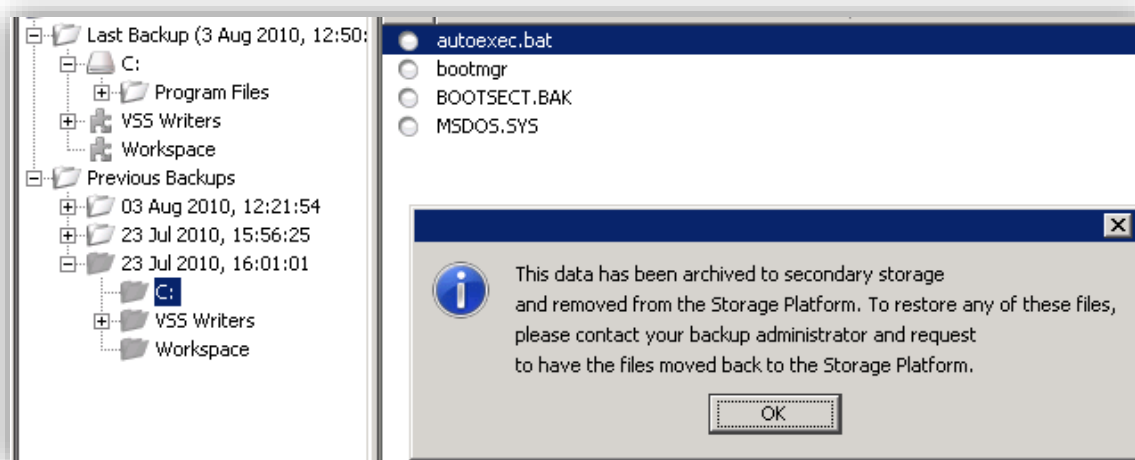 Last Backup (3 Aug 2010, 12:50:
C:
Program Files
VSS Writers
Workspace
Previous Backups
03 Aug 2010, 12:21:54
23 Jul 2010, 15:56:25
23 Jul 2010, 16:01:01
C:
VSS Writers
Workspace
autoexec.bat
bootmgr
BOOTSECT.BAK
MSDOS.SYS
This data has been archived to secondary storage
and removed from the Storage Platform. To restore any of these files,
please contact your backup administrator and request
to have the files moved back to the Storage Platform.
OK